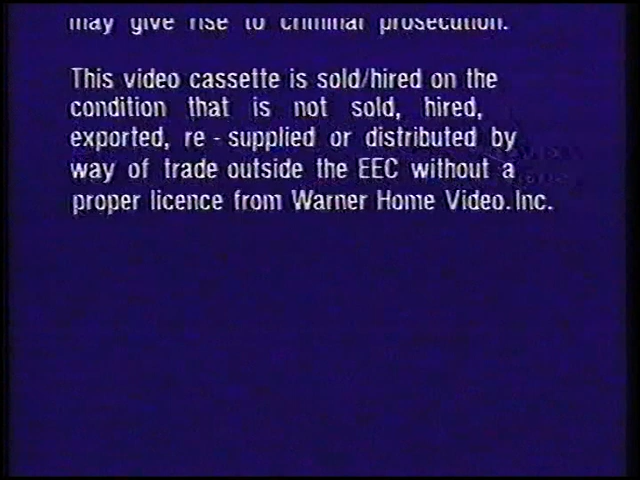 may give rise to criminal prosecution.
This video cassette is sold/hired on the
condition that is not sold, hired,
exported, re - supplied or distributed by
way of trade outside the EEC without a
proper licence from Warner Home Video.Inc.